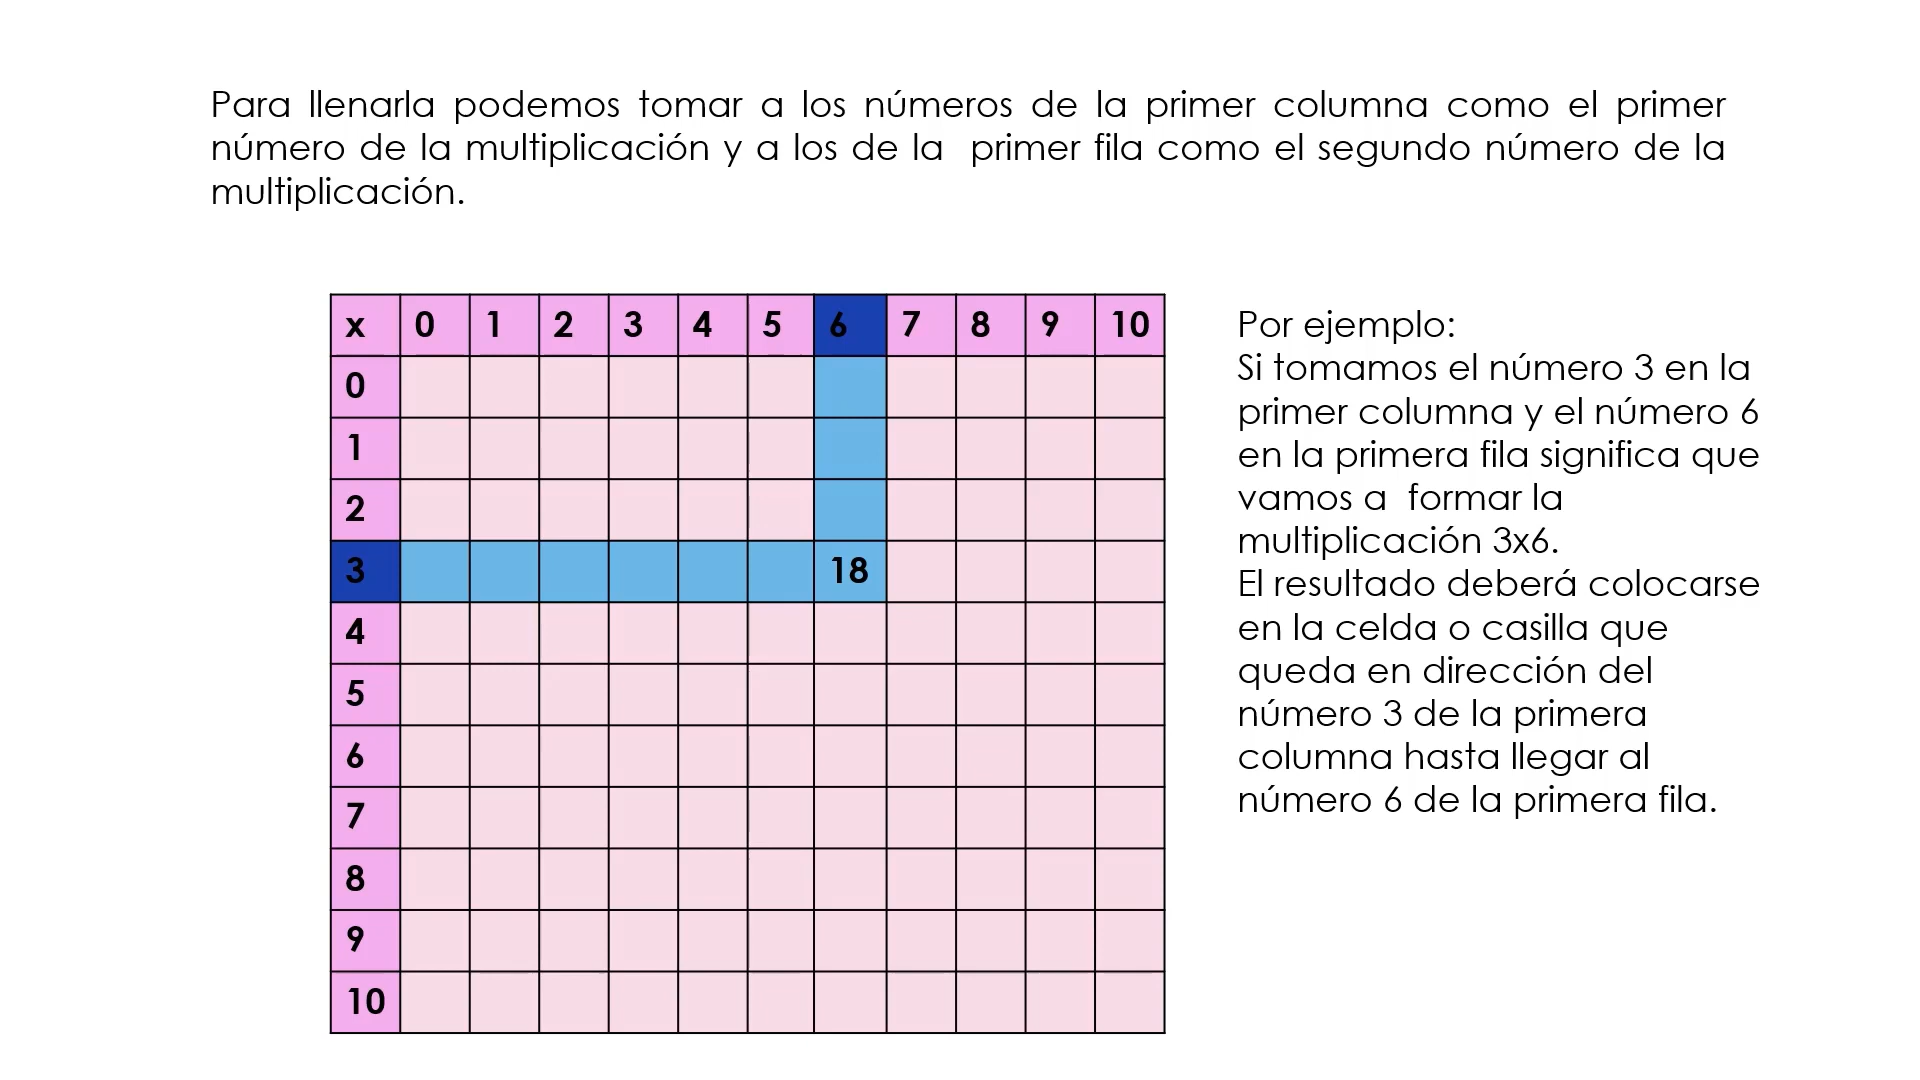 Para llenarla podemos tomar a los números de la primer columna como el primer
número de la multiplicación y a los de la  primer fila como el segundo número de la
multiplicación.
x 0 1 2 3 4 5 6 7 8 9 10
0
1
2
3 18
4
5
6
7
8
9
10
Por ejemplo:
Si tomamos el número 3 en la
primer columna y el número 6
en la primera fila significa que
vamos a  formar la
multiplicación 3x6.
El resultado deberá colocarse
en la celda o casilla que
queda en dirección del
número 3 de la primera
columna hasta llegar al
número 6 de la primera fila.